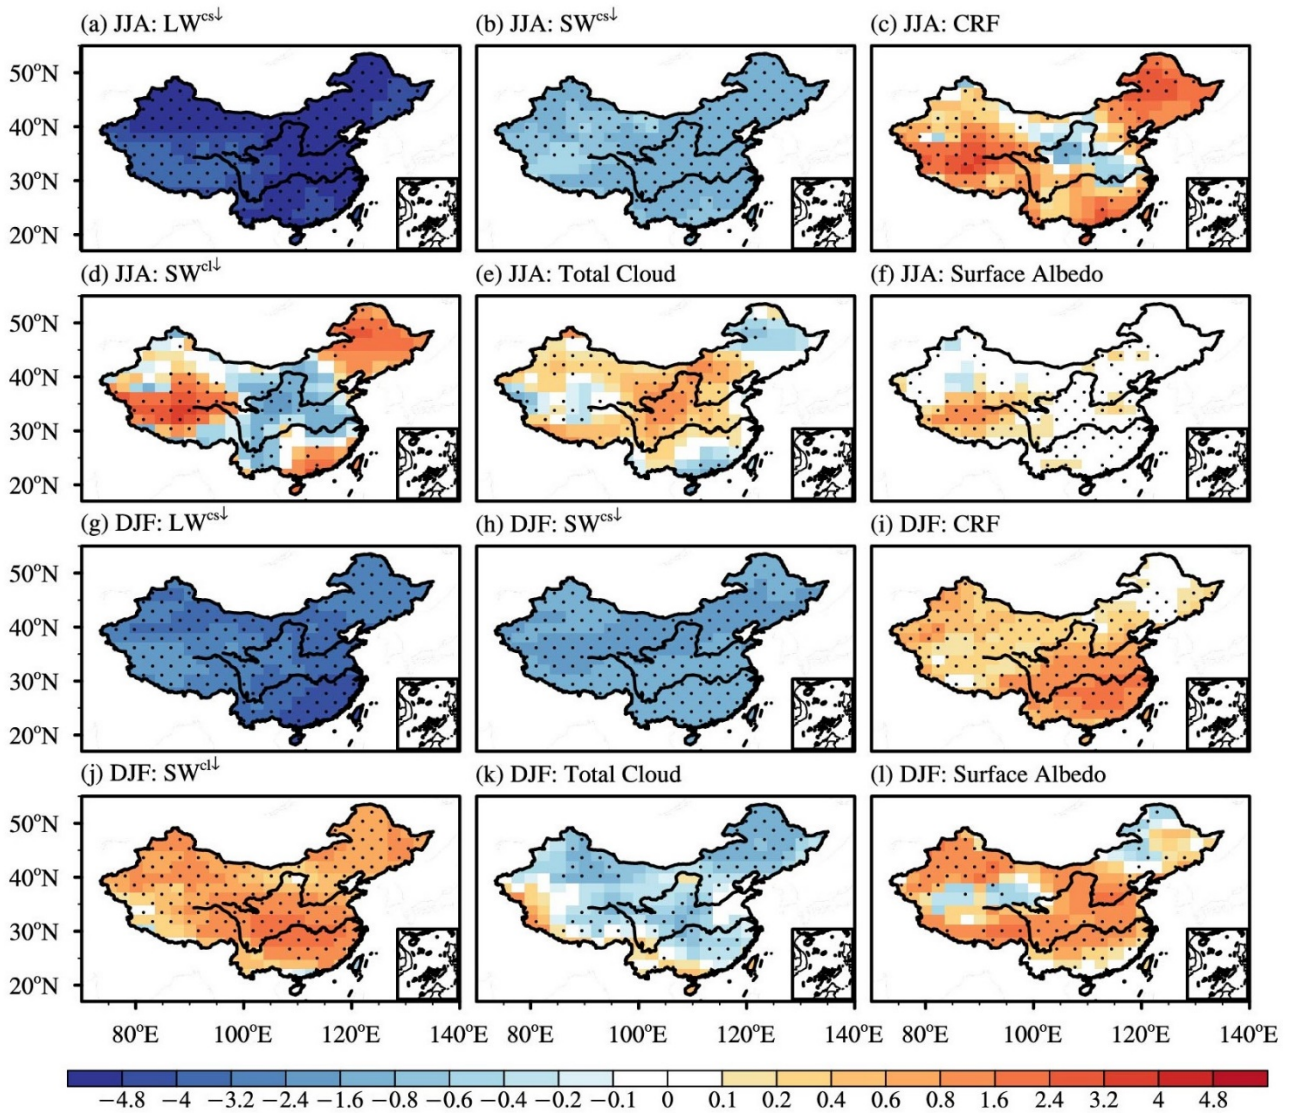 (a) JJA: LW^cs↓ (b) JJA: SW^cs↓ (c) JJA: CRF
50°N
40°N
30°N
20°N
(d) JJA: SW^cl↓ (e) JJA: Total Cloud (f) JJA: Surface Albedo
50°N
40°N
30°N
20°N
(g) DJF: LW^cs↓ (h) DJF: SW^cs↓ (i) DJF: CRF
50°N
40°N
30°N
20°N
(j) DJF: SW^cl↓ (k) DJF: Total Cloud (l) DJF: Surface Albedo
50°N
40°N
30°N
20°N
80°E 100°E 120°E 140°E 80°E 100°E 120°E 140°E 80°E 100°E 120°E 140°E
−4.8 −4 −3.2 −2.4 −1.6 −0.8 −0.6 −0.4 −0.2 −0.1 0 0.1 0.2 0.4 0.6 0.8 1.6 2.4 3.2 4 4.8